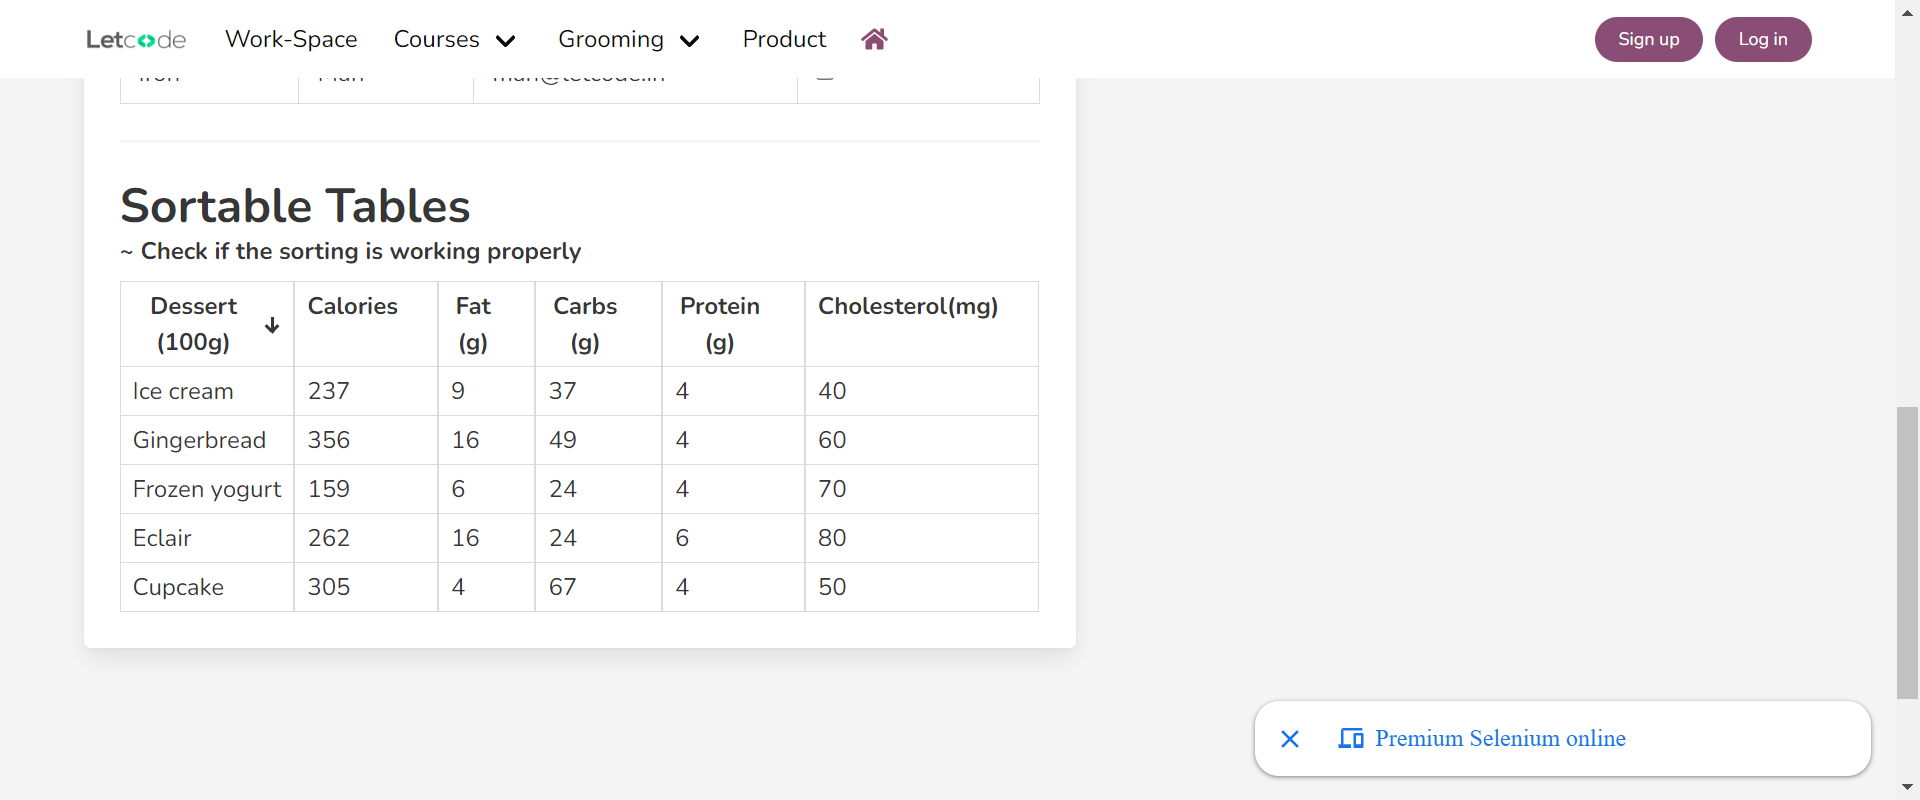 Letcode
Work-Space Courses Grooming Product
Sign up Log in
Sortable Tables
~ Check if the sorting is working properly
Dessert (100g) Calories Fat (g) Carbs (g) Protein (g) Cholesterol(mg)
Ice cream 237 9 37 4 40
Gingerbread 356 16 49 4 60
Frozen yogurt 159 6 24 4 70
Eclair 262 16 24 6 80
Cupcake 305 4 67 4 50
Premium Selenium online